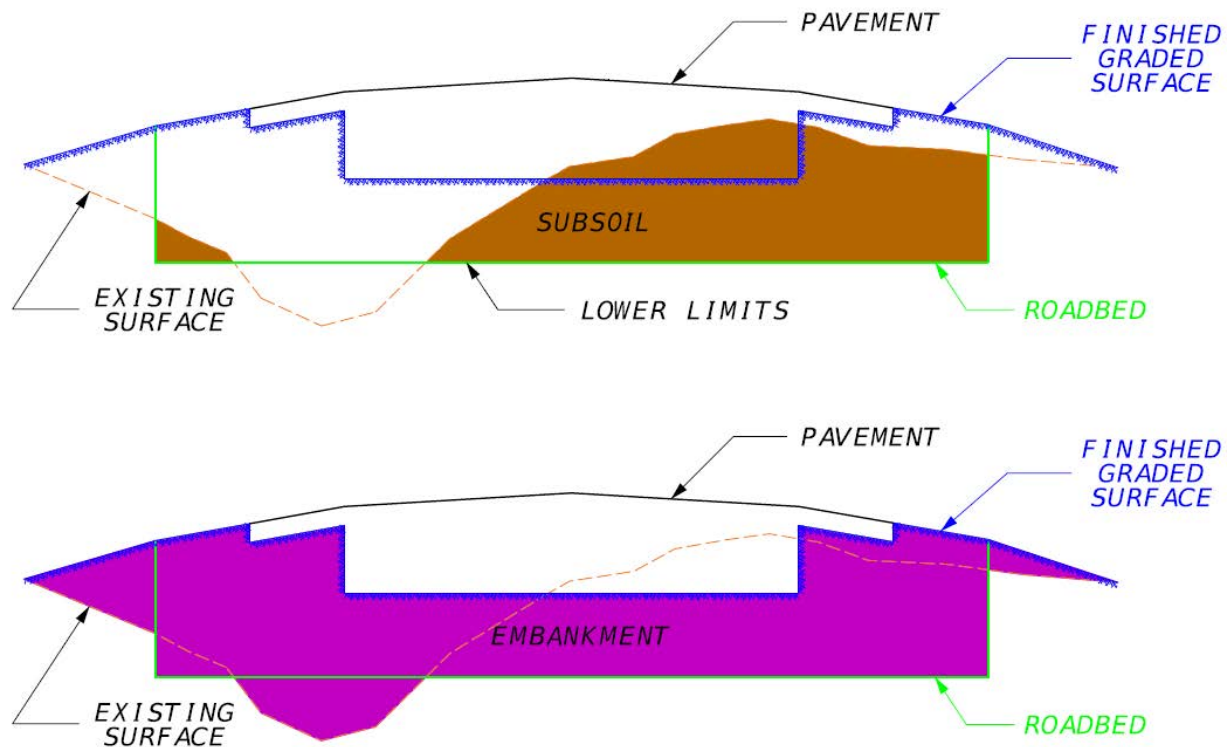 PAVEMENT
FINISHED
GRADED
SURFACE
SUBSOIL
EXISTING
SURFACE
LOWER LIMITS
ROADBED
PAVEMENT
FINISHED
GRADED
SURFACE
EMBANKMENT
EXISTING
SURFACE
ROADBED